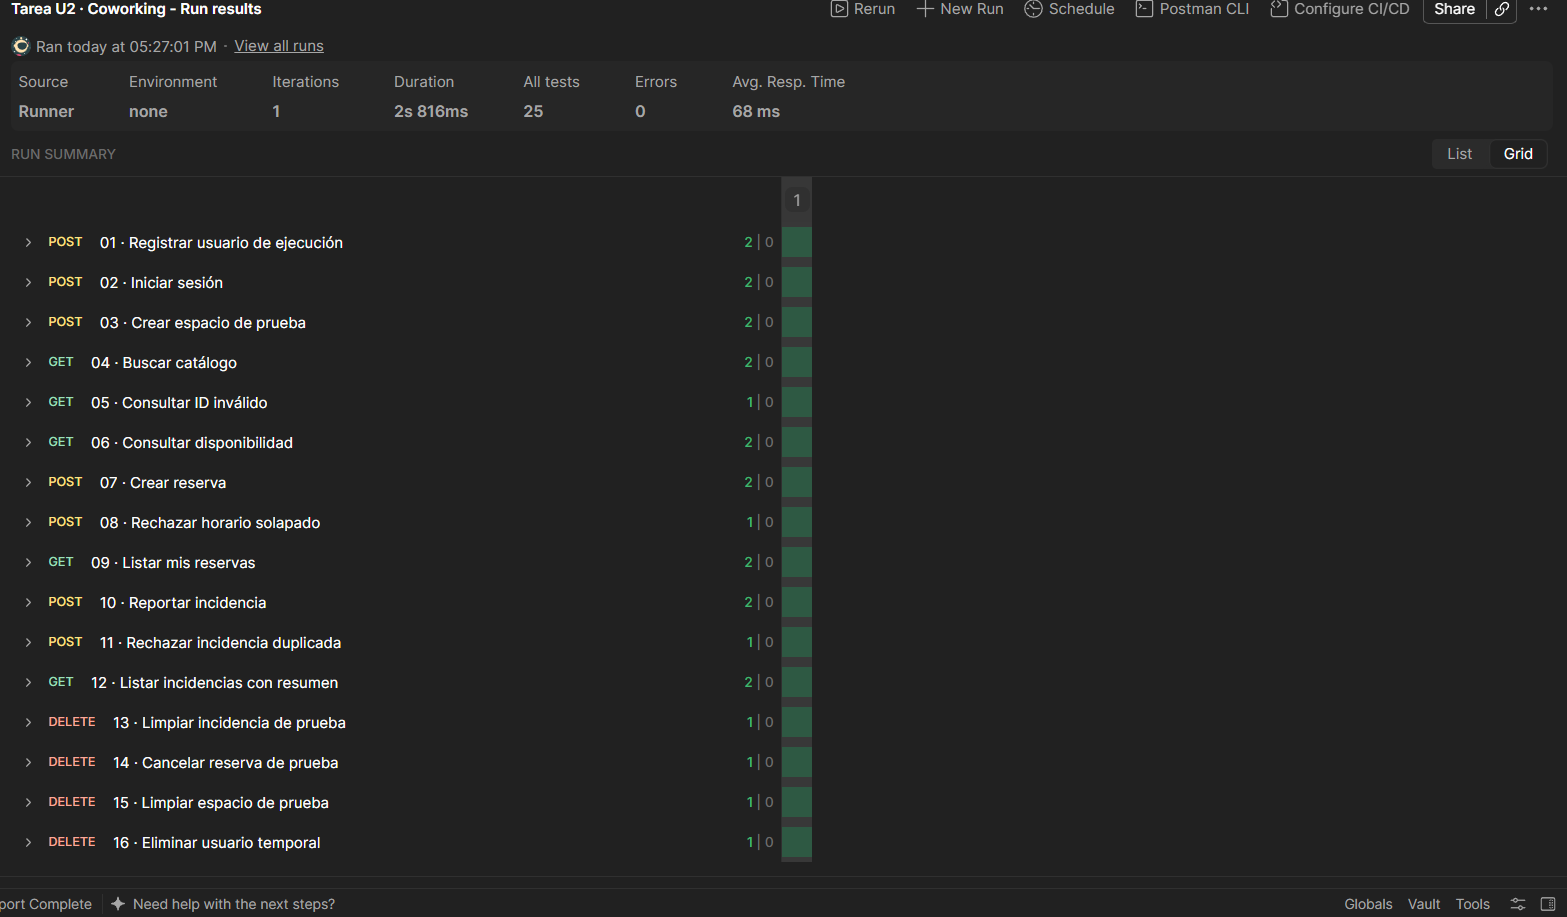 Tarea U2 · Coworking - Run results
Rerun New Run Schedule Postman CLI Configure CI/CD Share
Ran today at 05:27:01 PM · View all runs
Source Environment Iterations Duration All tests Errors Avg. Resp. Time
Runner none 1 2s 816ms 25 0 68 ms
RUN SUMMARY List Grid
1
POST 01 · Registrar usuario de ejecución 2 | 0
POST 02 · Iniciar sesión 2 | 0
POST 03 · Crear espacio de prueba 2 | 0
GET 04 · Buscar catálogo 2 | 0
GET 05 · Consultar ID inválido 1 | 0
GET 06 · Consultar disponibilidad 2 | 0
POST 07 · Crear reserva 2 | 0
POST 08 · Rechazar horario solapado 1 | 0
GET 09 · Listar mis reservas 2 | 0
POST 10 · Reportar incidencia 2 | 0
POST 11 · Rechazar incidencia duplicada 1 | 0
GET 12 · Listar incidencias con resumen 2 | 0
DELETE 13 · Limpiar incidencia de prueba 1 | 0
DELETE 14 · Cancelar reserva de prueba 1 | 0
DELETE 15 · Limpiar espacio de prueba 1 | 0
DELETE 16 · Eliminar usuario temporal 1 | 0
port Complete Need help with the next steps? Globals Vault Tools